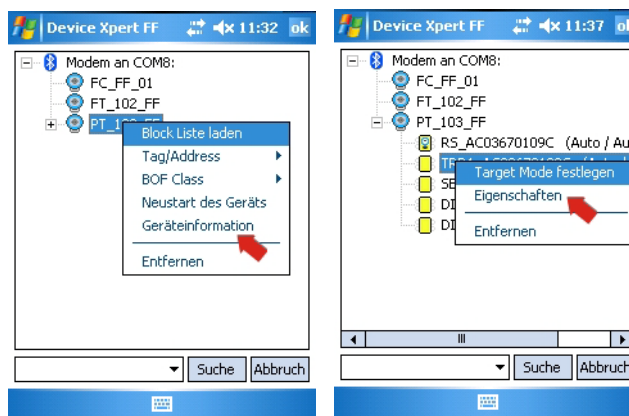 Device Xpert FF 11:32 ok
Modem an COM8:
FC_FF_01
FT_102_FF
Block Liste laden
Tag/Address
BOF Class
Neustart des Geräts
Geräteinformation
Entfernen
Suche Abbruch
Device Xpert FF 11:37
Modem an COM8:
FC_FF_01
FT_102_FF
PT_103_FF
RS_AC03670109C (Auto / Au
Target Mode festlegen
Eigenschaften
Entfernen
Suche Abbruch